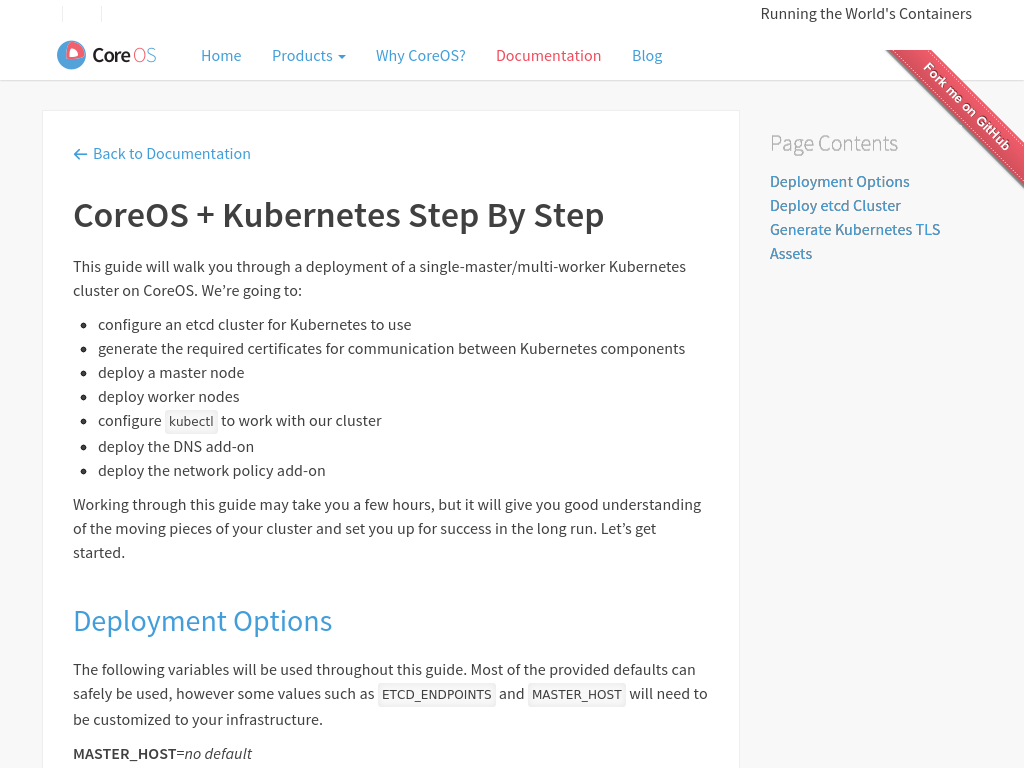 Running the World's Containers
Core OS
Home
Products
Why CoreOS?
Documentation
Blog
Fork me on GitHub
← Back to Documentation
CoreOS + Kubernetes Step By Step
This guide will walk you through a deployment of a single-master/multi-worker Kubernetes
cluster on CoreOS. We’re going to:
• configure an etcd cluster for Kubernetes to use
• generate the required certificates for communication between Kubernetes components
• deploy a master node
• deploy worker nodes
• configure kubectl to work with our cluster
• deploy the DNS add-on
• deploy the network policy add-on
Working through this guide may take you a few hours, but it will give you good understanding
of the moving pieces of your cluster and set you up for success in the long run. Let’s get
started.
Deployment Options
The following variables will be used throughout this guide. Most of the provided defaults can
safely be used, however some values such as ETCD_ENDPOINTS and MASTER_HOST will need to
be customized to your infrastructure.
MASTER_HOST=no default
Page Contents
Deployment Options
Deploy etcd Cluster
Generate Kubernetes TLS
Assets